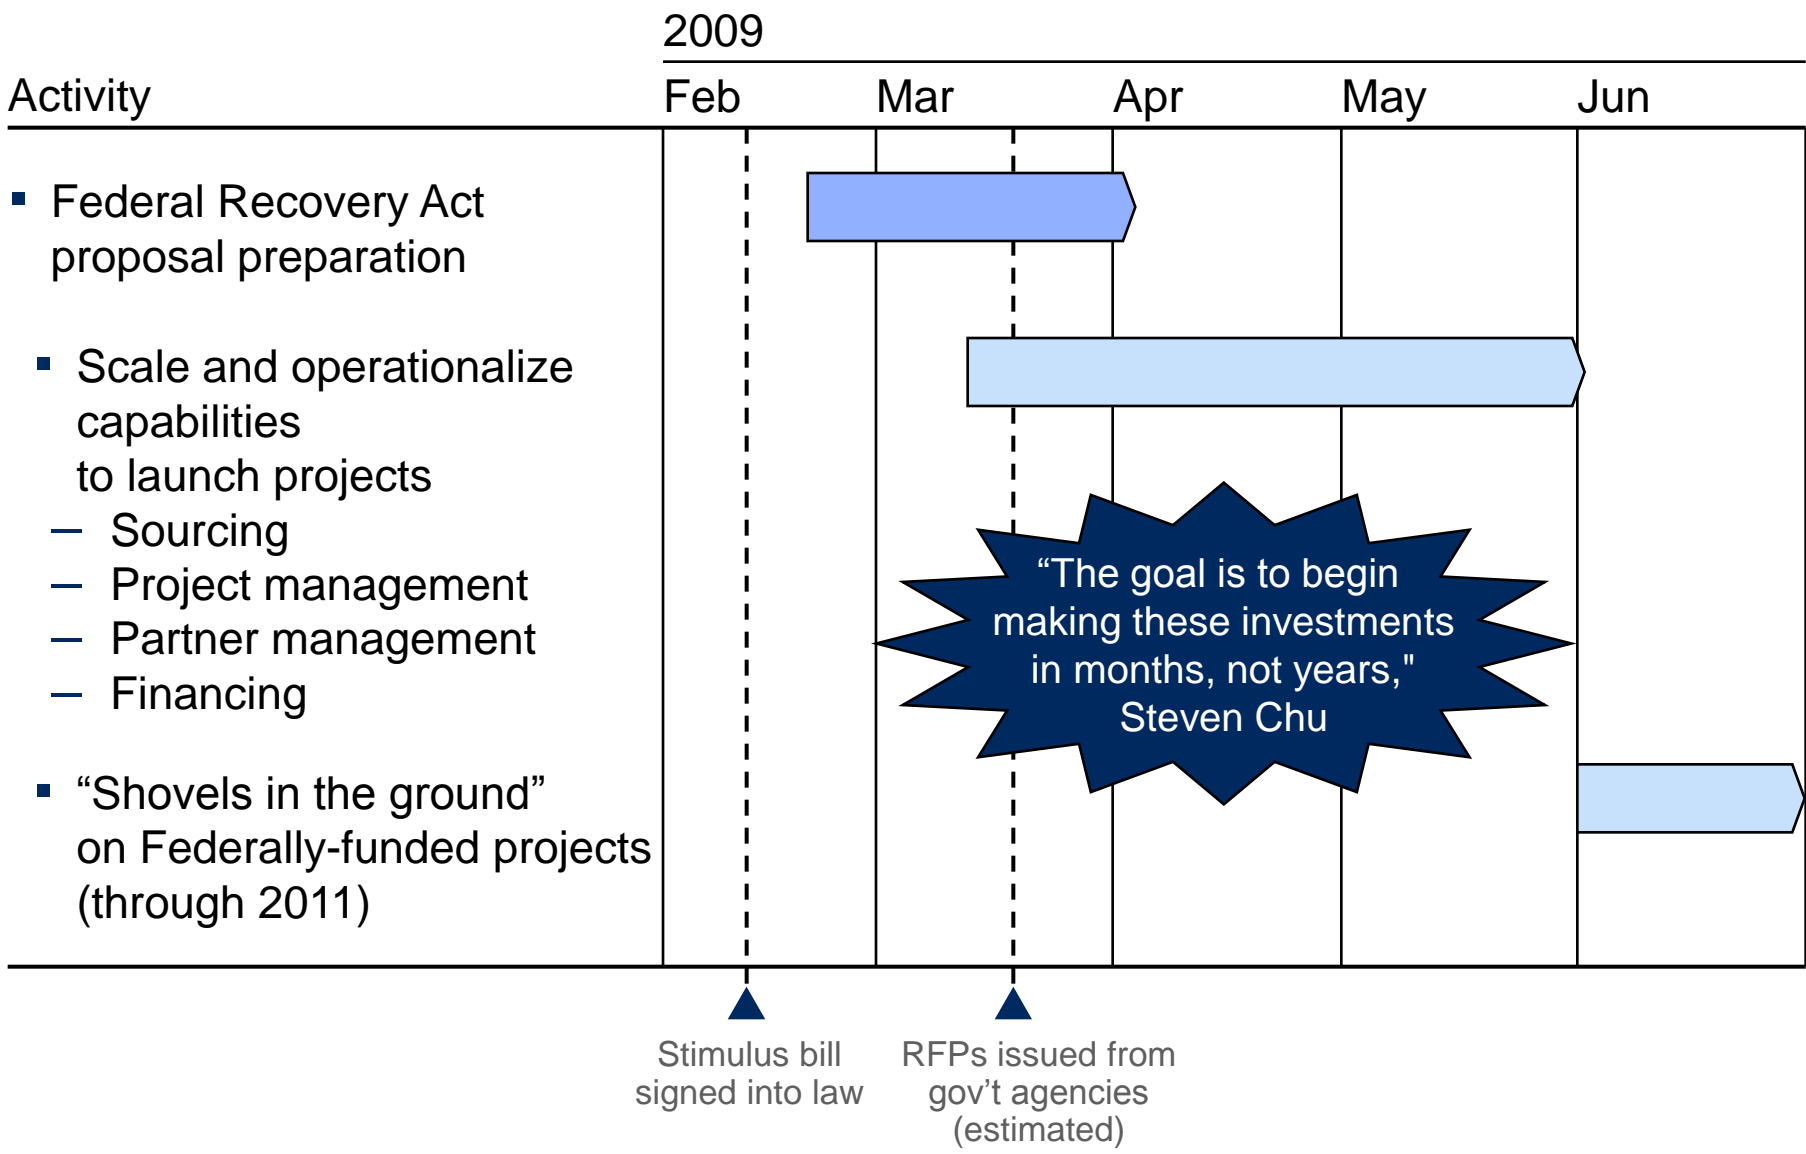 2009
Activity
Feb
Mar
Apr
May
Jun
Federal Recovery Act
proposal preparation
Scale and operationalize
capabilities
to launch projects
— Sourcing
— Project management
— Partner management
— Financing
“The goal is to begin
making these investments
in months, not years,"
Steven Chu
“Shovels in the ground”
on Federally-funded projects
(through 2011)
Stimulus bill
signed into law
RFPs issued from
gov’t agencies
(estimated)